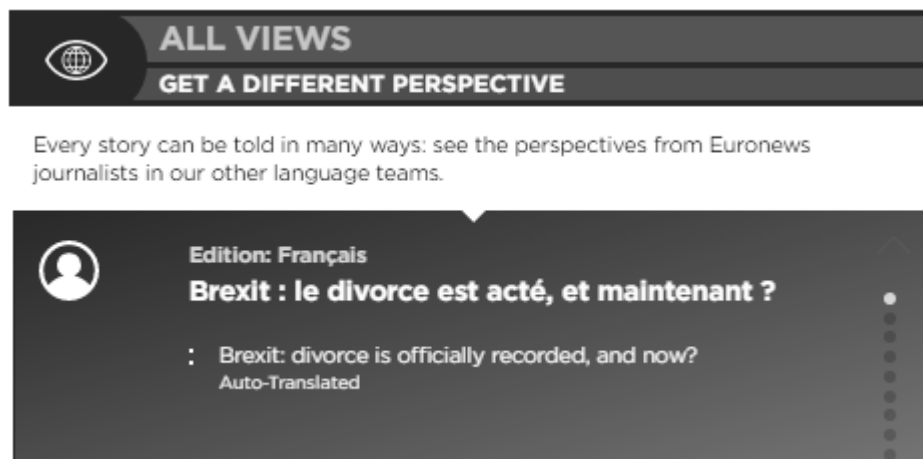 ALL VIEWS
GET A DIFFERENT PERSPECTIVE
Every story can be told in many ways: see the perspectives from Euronews
journalists in our other language teams.
Edition: Français
Brexit : le divorce est acté, et maintenant ?
: Brexit: divorce is officially recorded, and now?
Auto-Translated